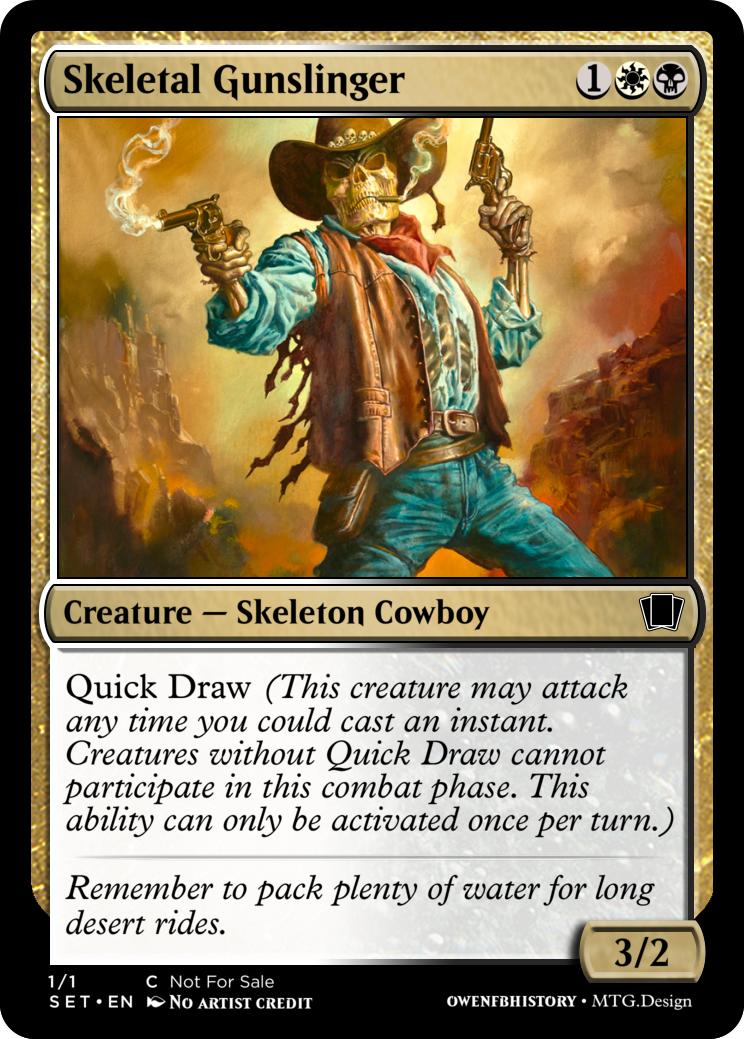 Skeletal Gunslinger 1
Creature — Skeleton Cowboy
Quick Draw (This creature may attack
any time you could cast an instant.
Creatures without Quick Draw cannot
participate in this combat phase. This
ability can only be activated once per turn.)
Remember to pack plenty of water for long
desert rides.
3/2
1/1 C Not For Sale
SET • EN NO ARTIST CREDIT
OWENFBHISTORY • MTG.Design